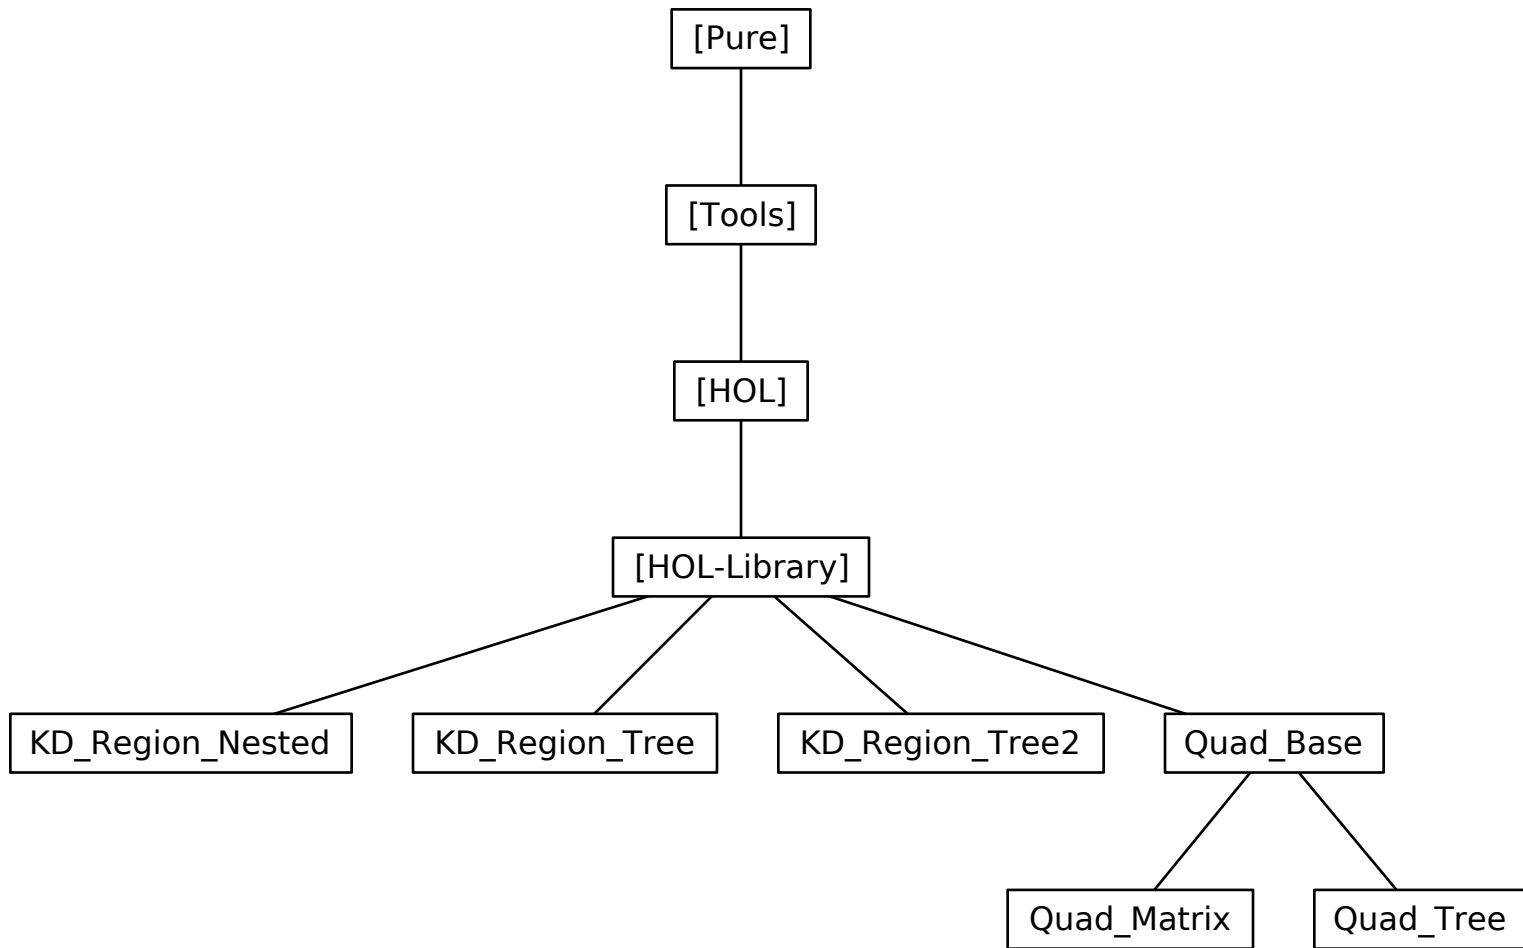 [Pure]
[Tools]
[HOL]
[HOL-Library]
KD_Region_Nested
KD_Region_Tree
KD_Region_Tree2
Quad_Base
Quad_Matrix
Quad_Tree